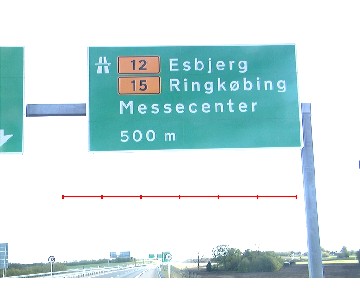 12 Esbjerg
15 Ringkøbing
Messecenter
500 m